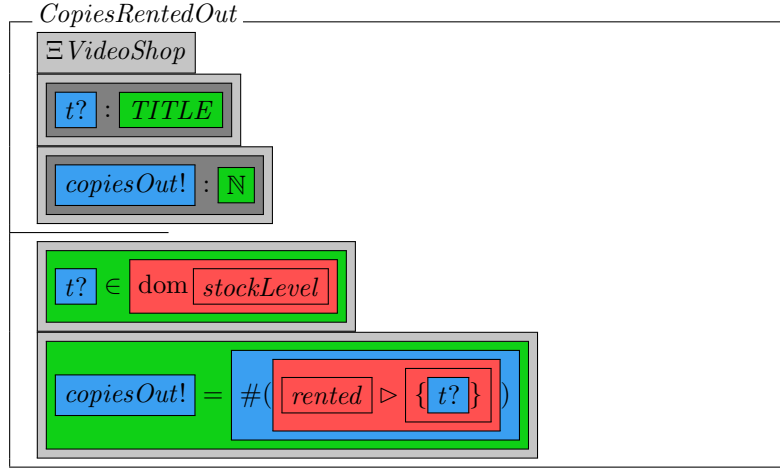 CopiesRentedOut
ΞVideoShop
t? : TITLE
copiesOut! : ℕ
t? ∈ dom stockLevel
copiesOut! = #( rented ▷ { t? } )